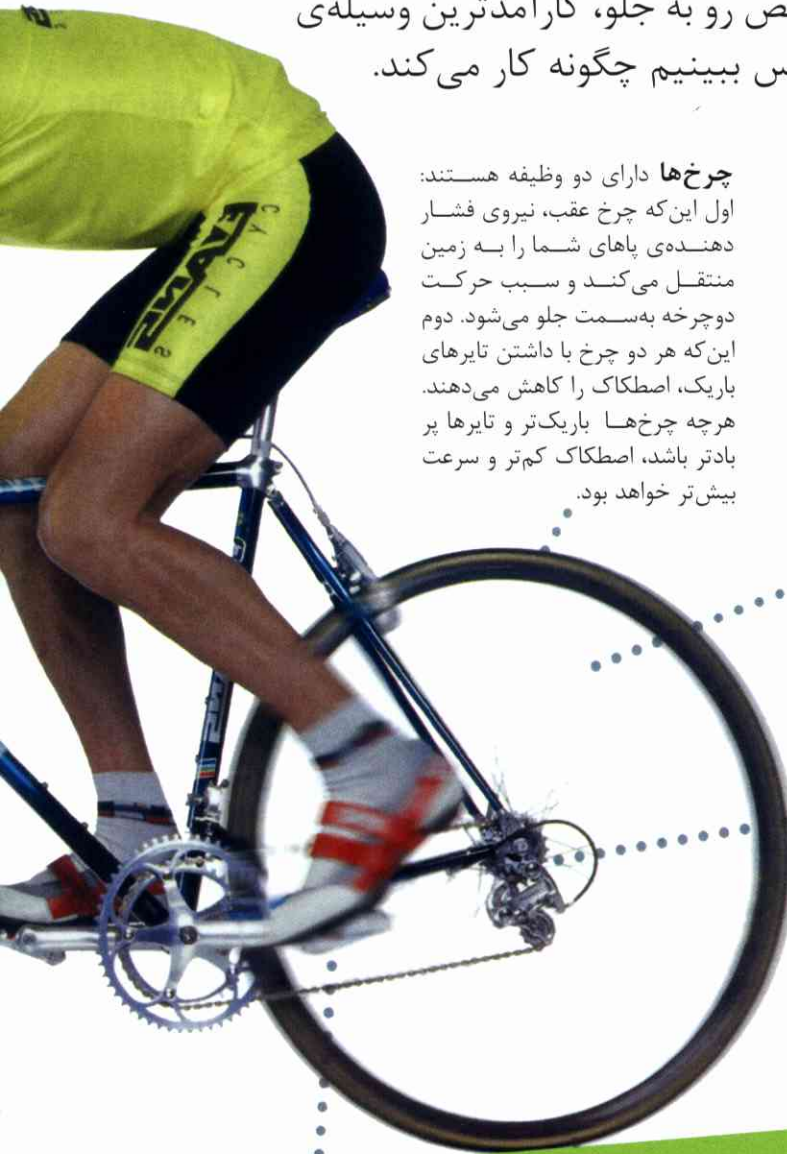 رو به جلو، کارآمدترین وسیله‌ی
ببینیم چگونه کار می‌کند.
چرخ‌ها دارای دو وظیفه هستند:
اول این‌که چرخ عقب، نیروی فشار
دهنده‌ی پاهای شما را به زمین
منتقل می‌کند و سبب حرکت
دوچرخه به‌سمت جلو می‌شود. دوم
این‌که هر دو چرخ با داشتن تایرهای
باریک، اصطکاک را کاهش می‌دهند.
هرچه چرخ‌ها باریک‌تر و تایرها پر
بادتر باشد، اصطکاک کم‌تر و سرعت
بیش‌تر خواهد بود.
EVANS
CYCLES